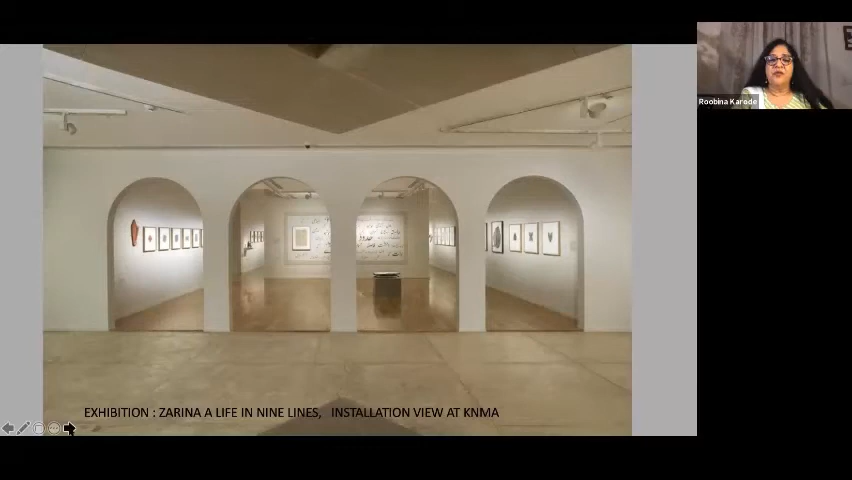 Roobina Karode
EXHIBITION : ZARINA A LIFE IN NINE LINES, INSTALLATION VIEW AT KNMA